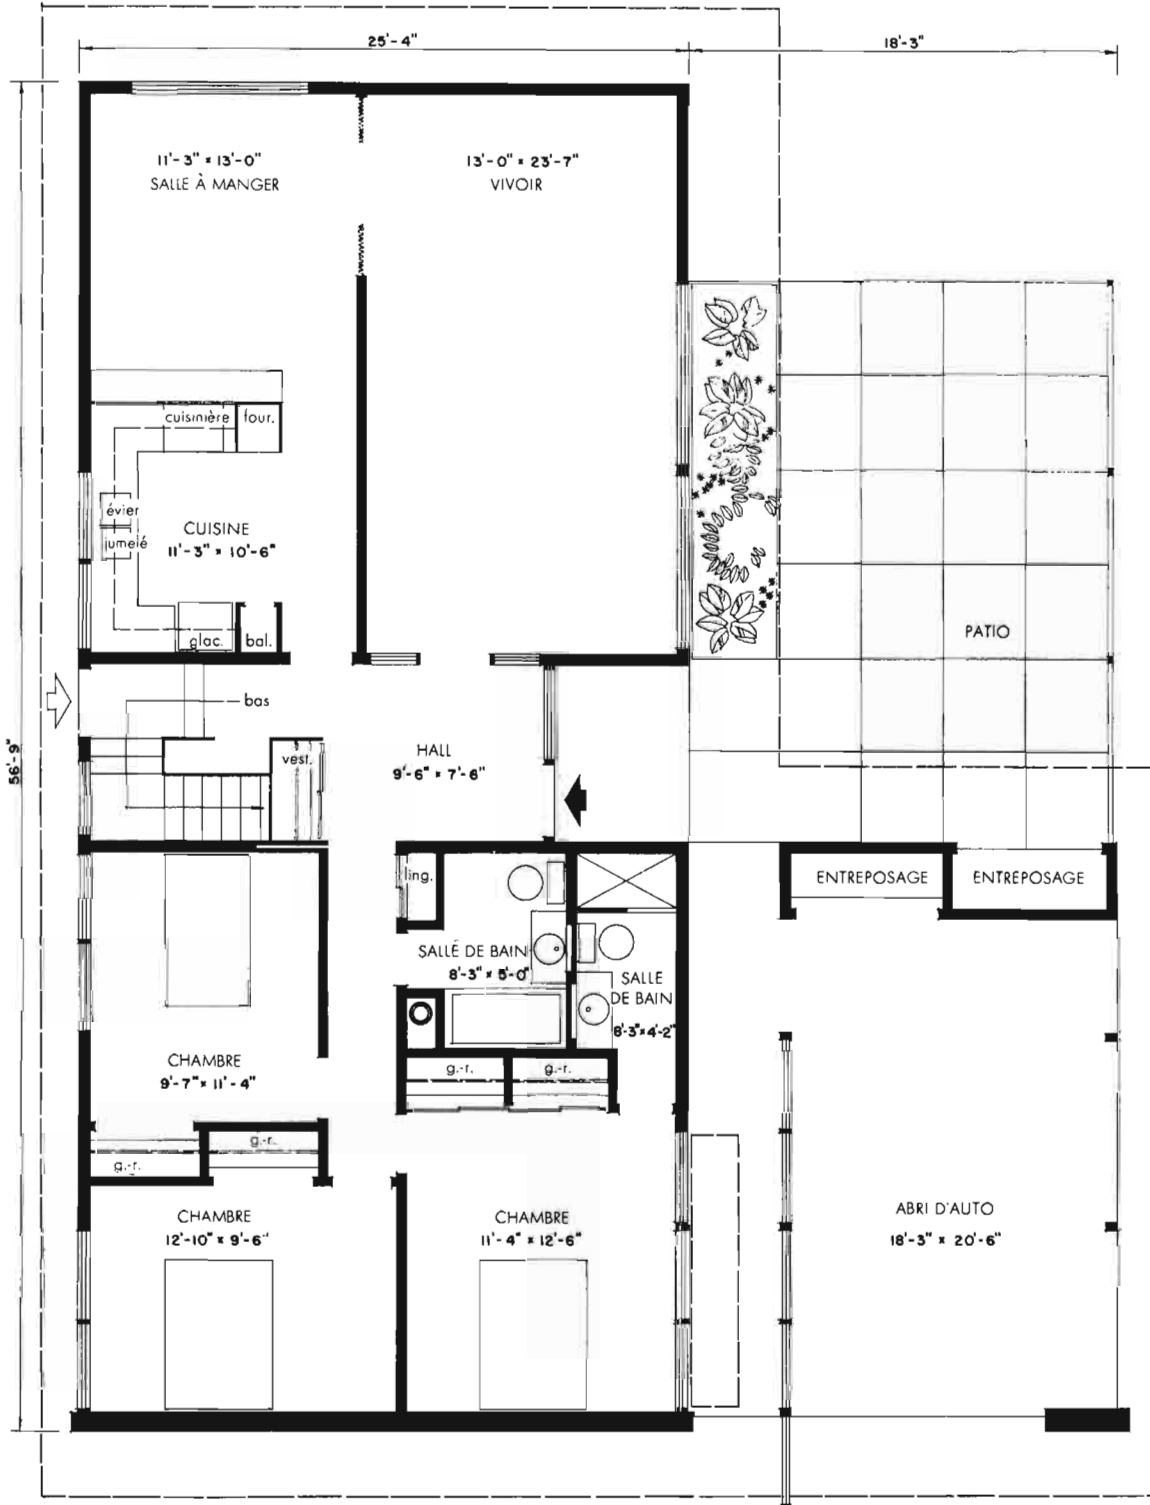 25'-4"
18'-3"
56'-9"
11'-3" × 13'-0"
SALLE À MANGER
13'-0" × 23'-7"
VIVOIR
cuisinière
four.
évier
jumelé
CUISINE
11'-3" × 10'-6"
glac.
bal.
PATIO
bas
vest.
HALL
9'-6" × 7'-6"
ling.
SALLE DE BAIN
8'-3" × 5'-0"
SALLE
DE BAIN
8'-3" × 4'-2"
ENTREPOSAGE
ENTREPOSAGE
CHAMBRE
9'-7" × 11'-4"
g.-r.
g.-r.
g.-r.
g.-r.
CHAMBRE
12'-10" × 9'-6"
CHAMBRE
11'-4" × 12'-6"
ABRI D'AUTO
18'-3" × 20'-6"